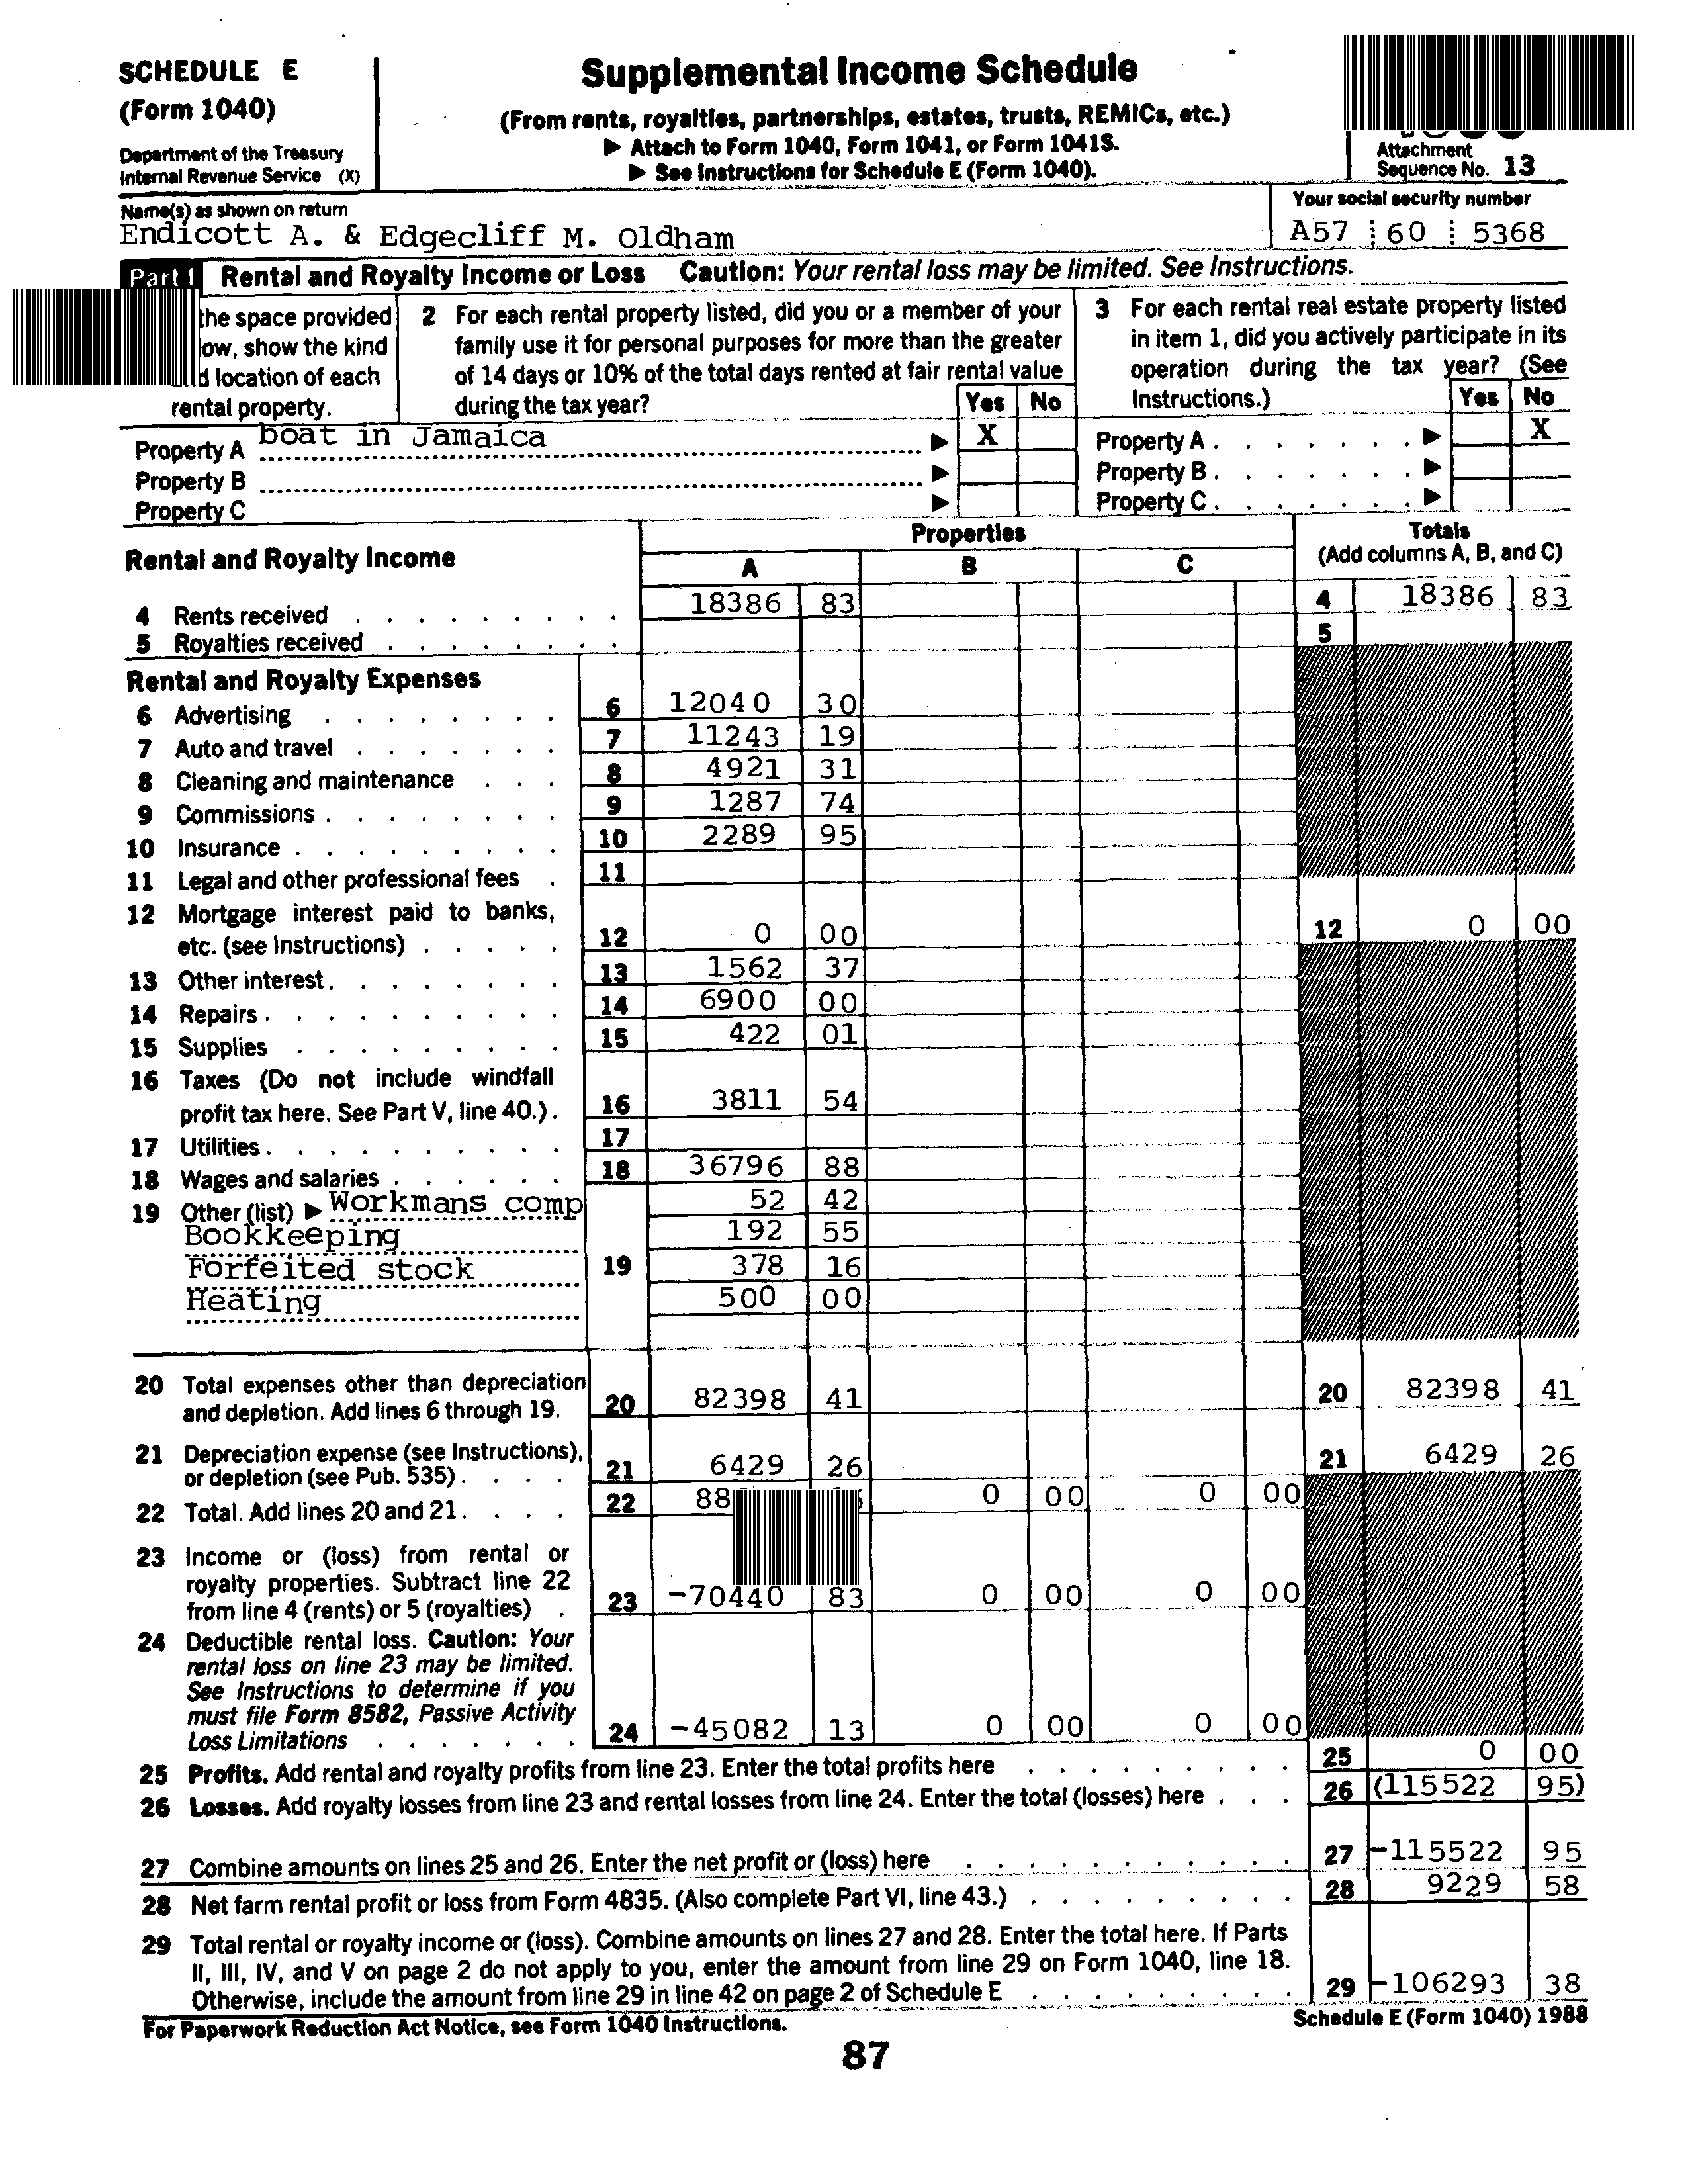 SCHEDULE E
(Form 1040)
Department of the Treasury
Internal Revenue Service (X)
Supplemental Income Schedule
(From rents, royalties, partnerships, estates, trusts, REMICs, etc.)
▶ Attach to Form 1040, Form 1041, or Form 1041S.
▶ See Instructions for Schedule E (Form 1040).
Attachment
Sequence No. 13
Name(s) as shown on return
Endicott A. & Edgecliff M. Oldham
Your social security number
A57 60 5368
Part I Rental and Royalty Income or Loss Caution: Your rental loss may be limited. See Instructions.
the space provided
ow, show the kind
d location of each
rental property.
2 For each rental property listed, did you or a member of your
family use it for personal purposes for more than the greater
of 14 days or 10% of the total days rented at fair rental value
during the tax year? Yes No
3 For each rental real estate property listed
in item 1, did you actively participate in its
operation during the tax year? (See
Instructions.) Yes No
Property A boat in Jamaica ▶ X Property A . . . . . . . ▶ X
Property B ▶ Property B . . . . . . . ▶
Property C ▶ Property C . . . . . . . ▶
Rental and Royalty Income
Properties
A B C
Totals
(Add columns A, B, and C)
4 Rents received . . . . . . . . . 18386 83 4 18386 83
5 Royalties received . . . . . . . . 5
Rental and Royalty Expenses
6 Advertising . . . . . . . . 6 12040 30
7 Auto and travel . . . . . . . 7 11243 19
8 Cleaning and maintenance . . . 8 4921 31
9 Commissions . . . . . . . . 9 1287 74
10 Insurance . . . . . . . . . 10 2289 95
11 Legal and other professional fees . 11
12 Mortgage interest paid to banks,
etc. (see Instructions) . . . . . 12 0 00 12 0 00
13 Other interest . . . . . . . . 13 1562 37
14 Repairs . . . . . . . . . . 14 6900 00
15 Supplies . . . . . . . . . 15 422 01
16 Taxes (Do not include windfall
profit tax here. See Part V, line 40.) . 16 3811 54
17 Utilities . . . . . . . . . . 17
18 Wages and salaries . . . . . . 18 36796 88
19 Other (list) ▶ Workmans comp 52 42
Bookkeeping 192 55
Forfeited stock 19 378 16
Heating 500 00
20 Total expenses other than depreciation
and depletion. Add lines 6 through 19. 20 82398 41 20 82398 41
21 Depreciation expense (see Instructions),
or depletion (see Pub. 535) . . . . 21 6429 26 21 6429 26
22 Total. Add lines 20 and 21 . . . . 22 88 0 00 0 00
23 Income or (loss) from rental or
royalty properties. Subtract line 22
from line 4 (rents) or 5 (royalties) . 23 -70440 83 0 00 0 00
24 Deductible rental loss. Caution: Your
rental loss on line 23 may be limited.
See Instructions to determine if you
must file Form 8582, Passive Activity
Loss Limitations . . . . . . . 24 -45082 13 0 00 0 00
25 Profits. Add rental and royalty profits from line 23. Enter the total profits here . . . . . . . . . 25 0 00
26 Losses. Add royalty losses from line 23 and rental losses from line 24. Enter the total (losses) here . . . 26 (115522 95)
27 Combine amounts on lines 25 and 26. Enter the net profit or (loss) here . . . . . . . . . . . 27 -115522 95
28 Net farm rental profit or loss from Form 4835. (Also complete Part VI, line 43.) . . . . . . . . . 28 9229 58
29 Total rental or royalty income or (loss). Combine amounts on lines 27 and 28. Enter the total here. If Parts
II, III, IV, and V on page 2 do not apply to you, enter the amount from line 29 on Form 1040, line 18.
Otherwise, include the amount from line 29 in line 42 on page 2 of Schedule E . . . . . . . . . 29 -106293 38
For Paperwork Reduction Act Notice, see Form 1040 Instructions. Schedule E (Form 1040) 1988
87